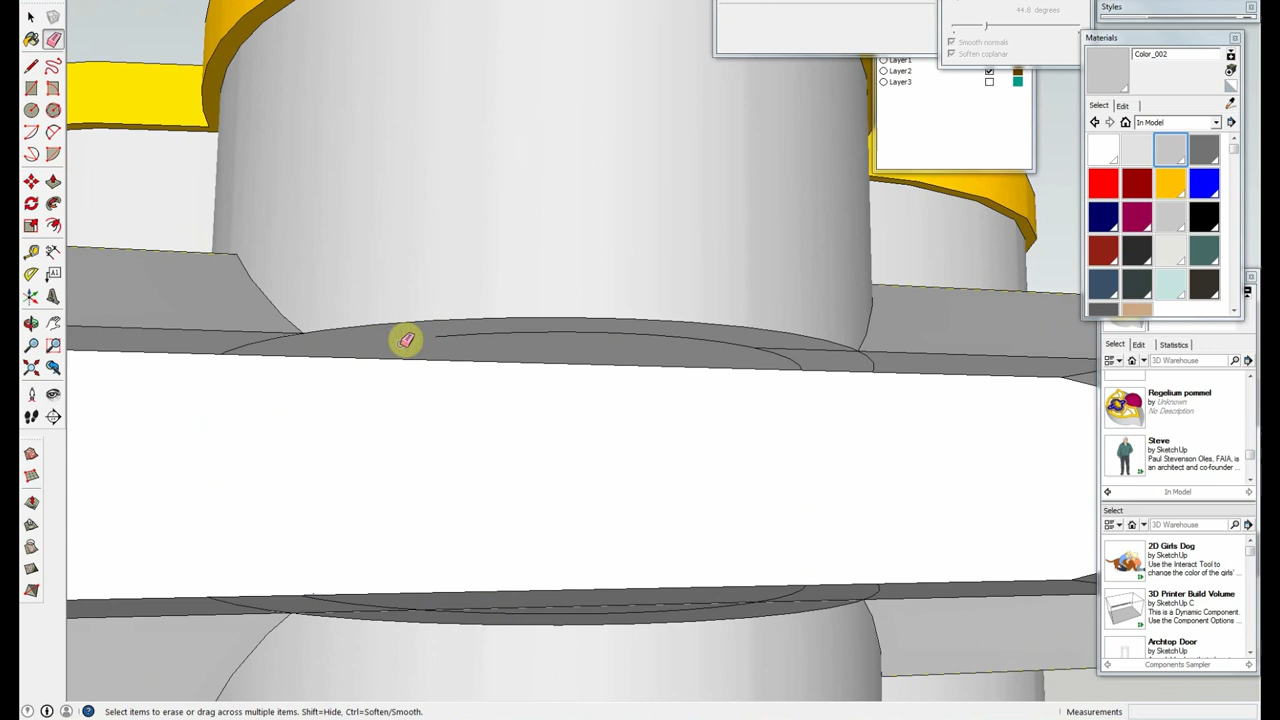 Styles
44.8 degrees
Smooth normals
Soften coplanar
Materials
Color_002
Layer1
Layer2
Layer3
Select Edit
In Model
A1
Select Edit Statistics
3D Warehouse
Regelium pommel
by Unknown
No Description
Steve
by SketchUp
Paul Stevenson Oles, FAIA, is
an architect and co-founder ...
In Model
Select
3D Warehouse
2D Girls Dog
by SketchUp
Use the Interact Tool to
change the color of the girls' ...
3D Printer Build Volume
by SketchUp C
This is a Dynamic Component.
Use the Component Options ...
Archtop Door
by SketchUp
Components Sampler
Select items to erase or drag across multiple items. Shift=Hide, Ctrl=Soften/Smooth.
Measurements